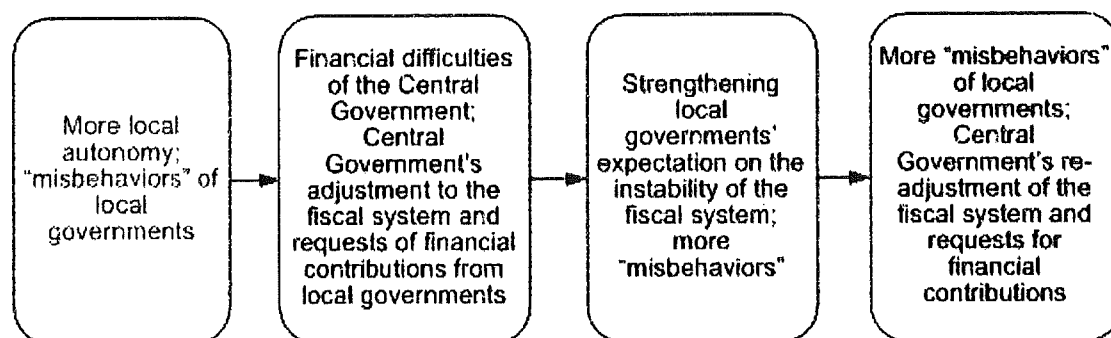 More local
autonomy;
"misbehaviors" of
local
governments
Financial difficulties
of the Central
Government;
Central
Government's
adjustment to the
fiscal system and
requests of financial
contributions from
local governments
Strengthening
local
governments'
expectation on the
instability of the
fiscal system;
more
"misbehaviors"
More "misbehaviors"
of local
governments;
Central
Government's re-
adjustment of the
fiscal system and
requests for
financial
contributions